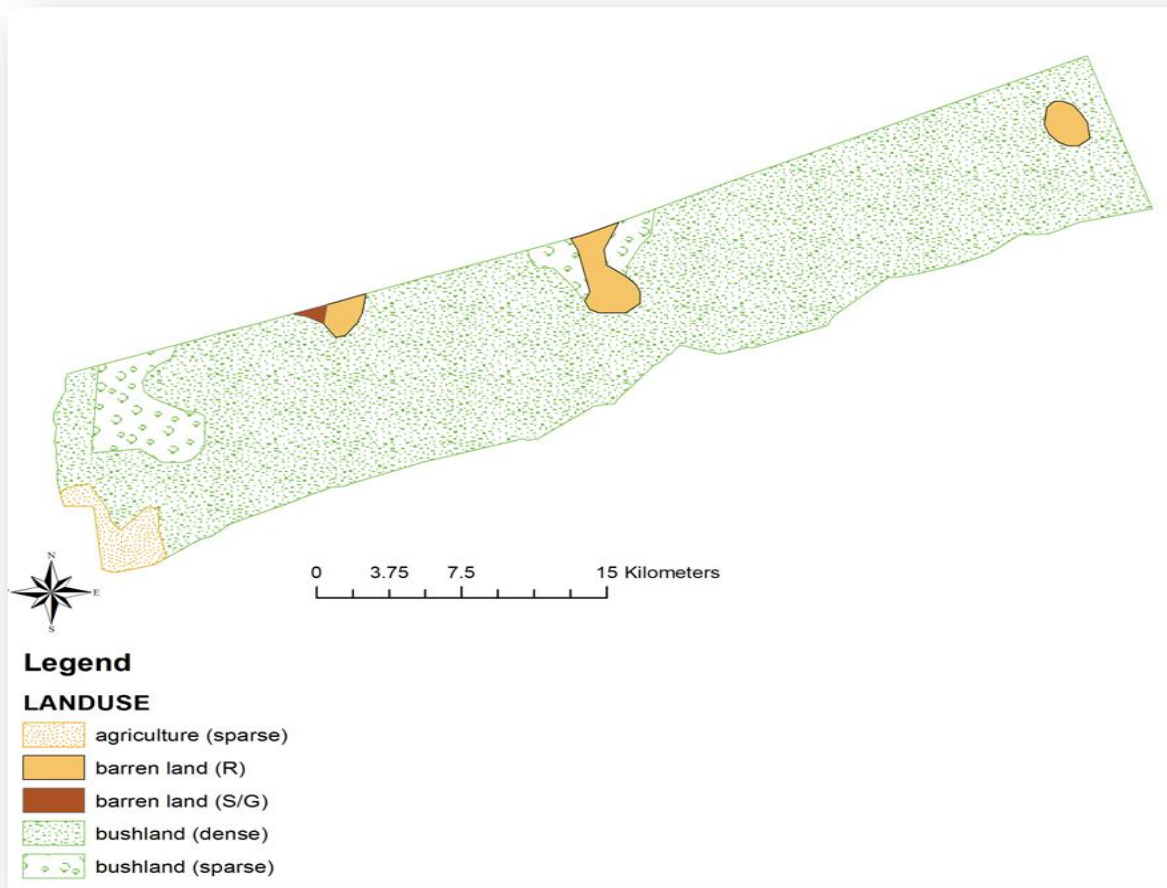 N
E
S
0 3.75 7.5 15 Kilometers
Legend
LANDUSE
agriculture (sparse)
barren land (R)
barren land (S/G)
bushland (dense)
bushland (sparse)